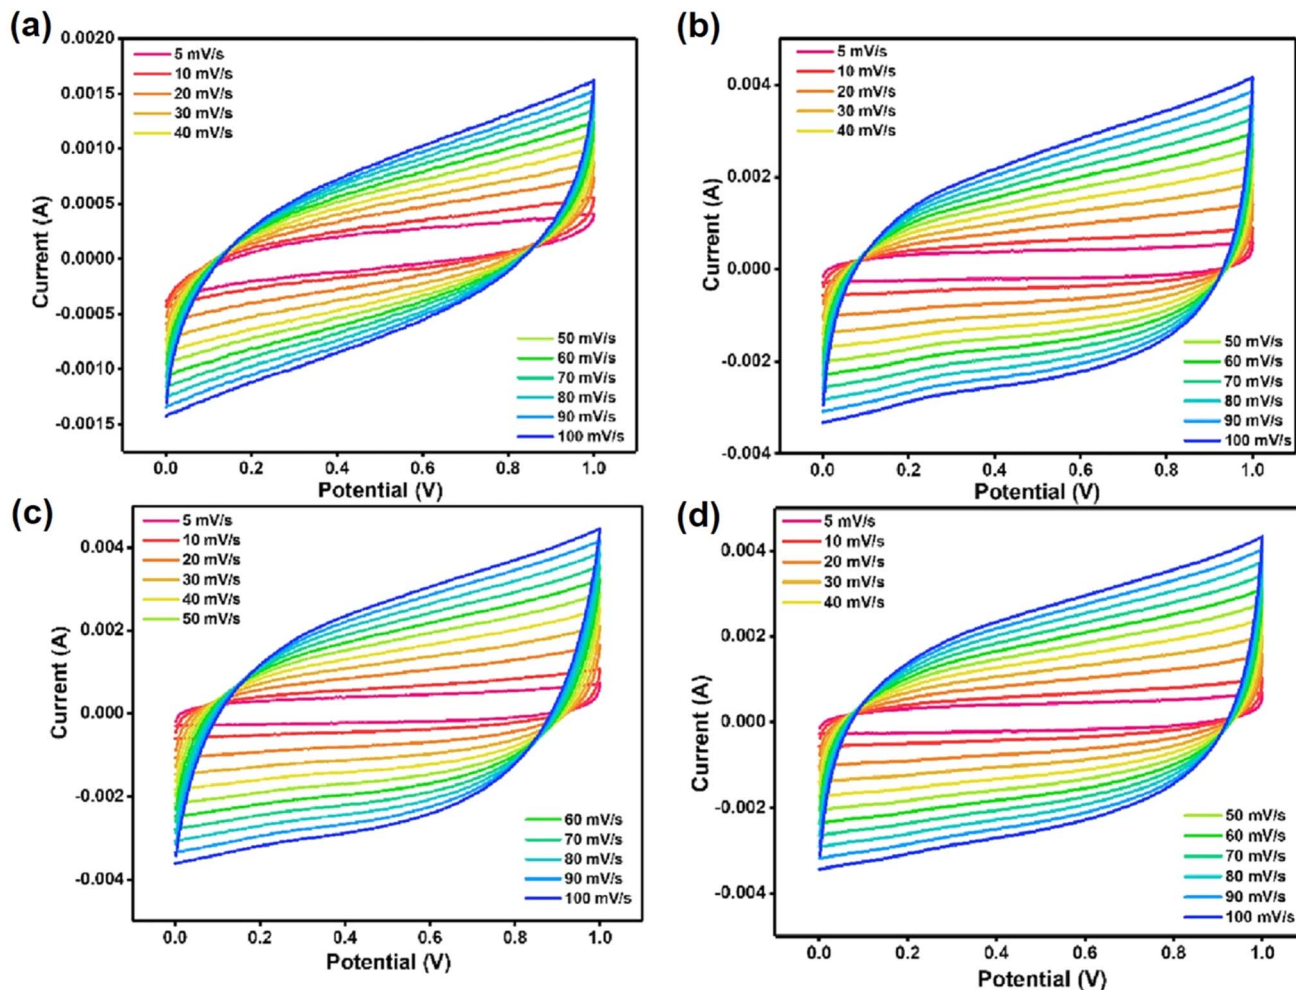 (a)
0.0020
0.0015
0.0010
0.0005
0.0000
-0.0005
-0.0010
-0.0015
Current (A)
5 mV/s
10 mV/s
20 mV/s
30 mV/s
40 mV/s
50 mV/s
60 mV/s
70 mV/s
80 mV/s
90 mV/s
100 mV/s
0.0 0.2 0.4 0.6 0.8 1.0
Potential (V)
(b)
0.004
0.002
0.000
-0.002
-0.004
Current (A)
5 mV/s
10 mV/s
20 mV/s
30 mV/s
40 mV/s
50 mV/s
60 mV/s
70 mV/s
80 mV/s
90 mV/s
100 mV/s
0.0 0.2 0.4 0.6 0.8 1.0
Potential (V)
(c)
0.004
0.002
0.000
-0.002
-0.004
Current (A)
5 mV/s
10 mV/s
20 mV/s
30 mV/s
40 mV/s
50 mV/s
60 mV/s
70 mV/s
80 mV/s
90 mV/s
100 mV/s
0.0 0.2 0.4 0.6 0.8 1.0
Potential (V)
(d)
0.004
0.002
0.000
-0.002
-0.004
Current (A)
5 mV/s
10 mV/s
20 mV/s
30 mV/s
40 mV/s
50 mV/s
60 mV/s
70 mV/s
80 mV/s
90 mV/s
100 mV/s
0.0 0.2 0.4 0.6 0.8 1.0
Potential (V)